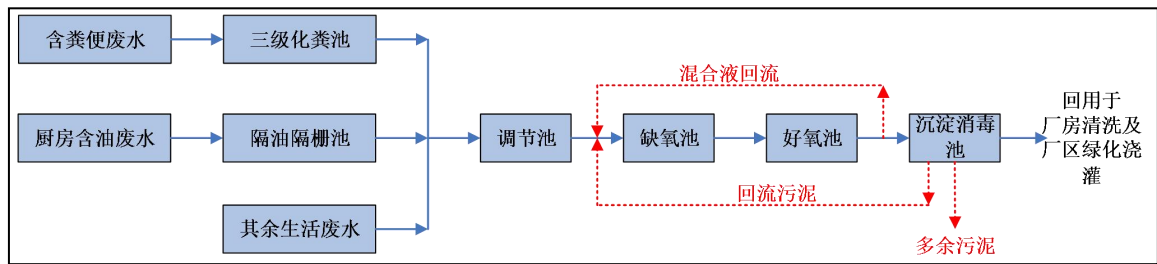 含粪便废水
三级化粪池
混合液回流
厨房含油废水
隔油隔栅池
调节池
缺氧池
好氧池
沉淀消毒
池
回用于
厂房清洗及
厂区绿化浇
灌
回流污泥
其余生活废水
多余污泥